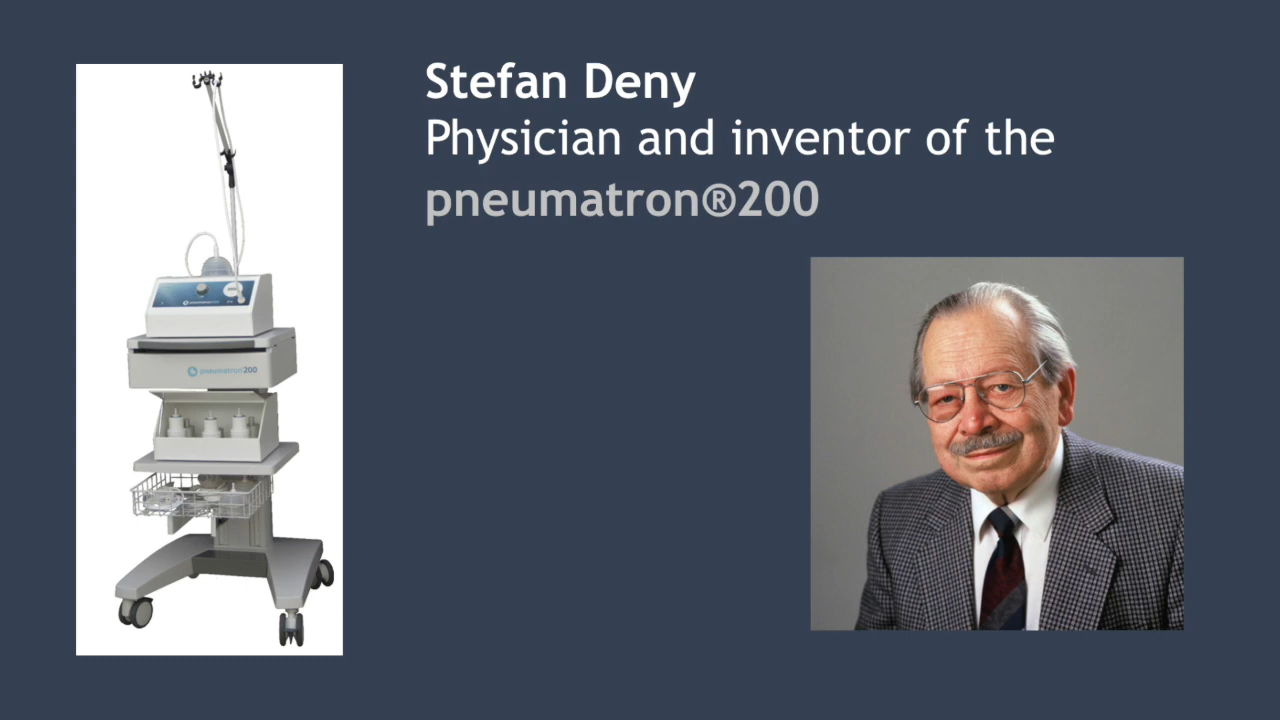 Stefan Deny
Physician and inventor of the
pneumatron®200
pneumatron200